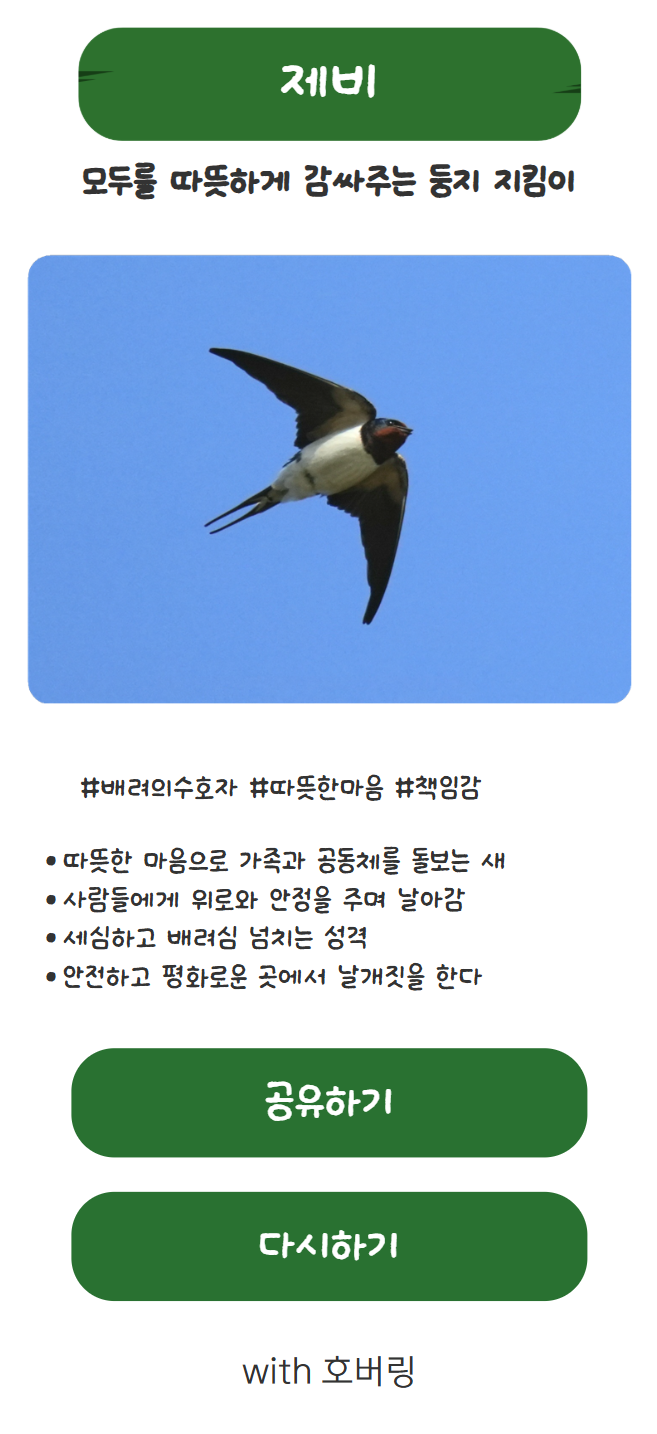 제비
모두를 따뜻하게 감싸주는 둥지 지킴이
#배려의수호자 #따뜻한마음 #책임감
• 따뜻한 마음으로 가족과 공동체를 돌보는 새
• 사람들에게 위로와 안정을 주며 날아감
• 세심하고 배려심 넘치는 성격
• 안전하고 평화로운 곳에서 날개짓을 한다
공유하기
다시하기
with 호버링